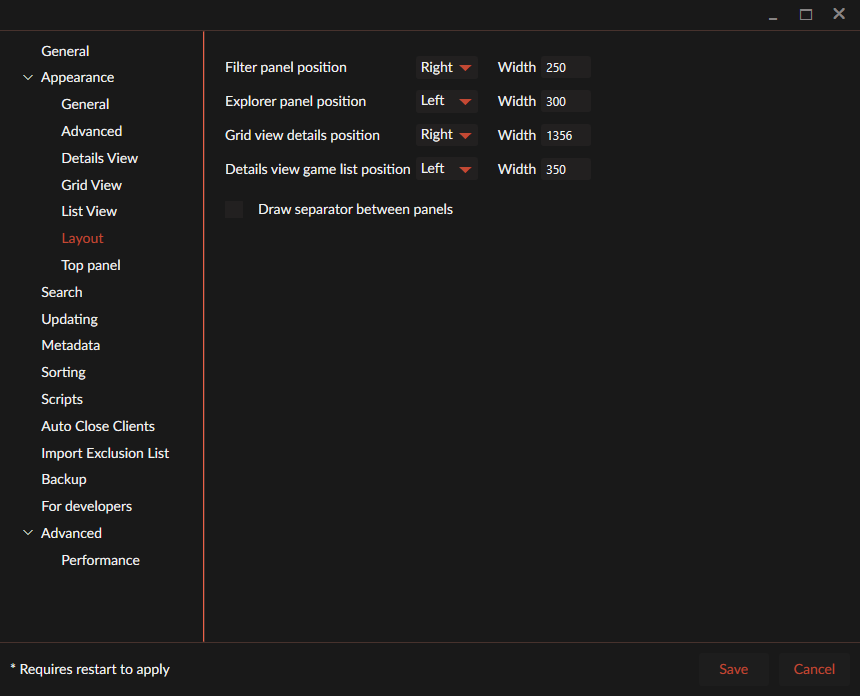 General
Appearance
General
Advanced
Details View
Grid View
List View
Layout
Top panel
Search
Updating
Metadata
Sorting
Scripts
Auto Close Clients
Import Exclusion List
Backup
For developers
Advanced
Performance
Filter panel position Right Width 250
Explorer panel position Left Width 300
Grid view details position Right Width 1356
Details view game list position Left Width 350
Draw separator between panels
* Requires restart to apply
Save Cancel